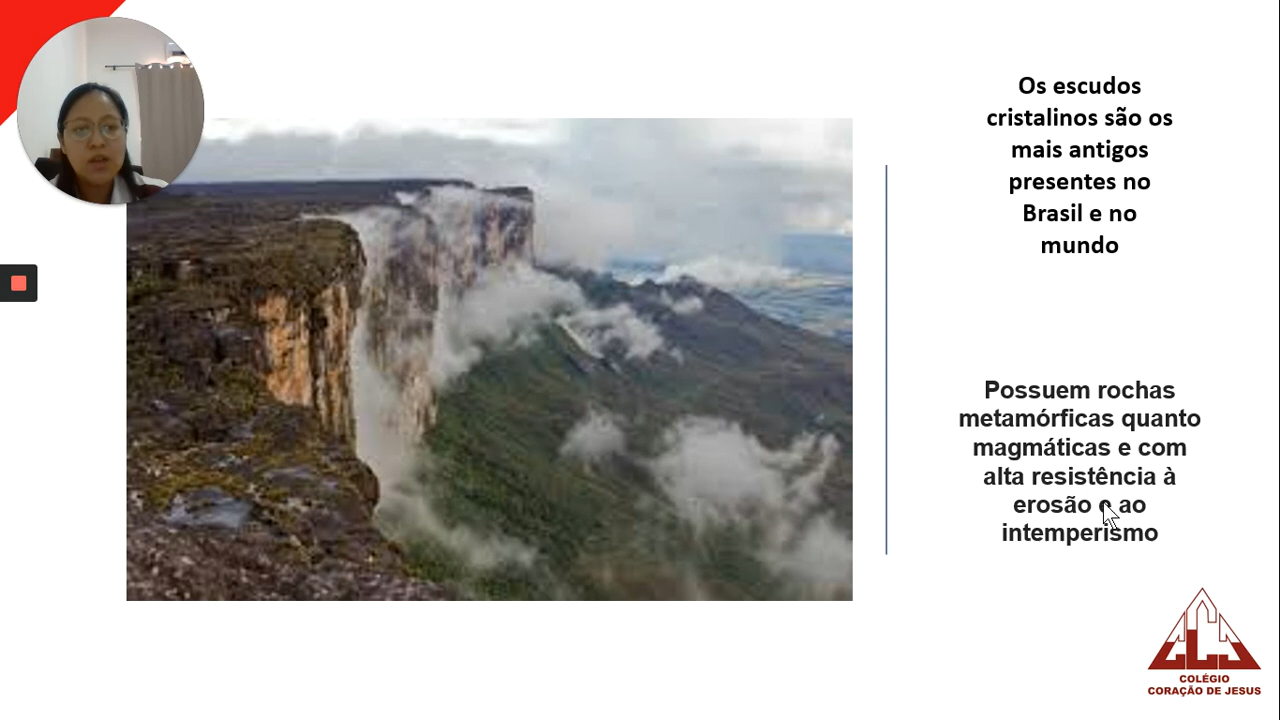 Os escudos
cristalinos são os
mais antigos
presentes no
Brasil e no
mundo
Possuem rochas
metamórficas quanto
magmáticas e com
alta resistência à
erosão e ao
intemperismo
COLÉGIO
CORAÇÃO DE JESUS